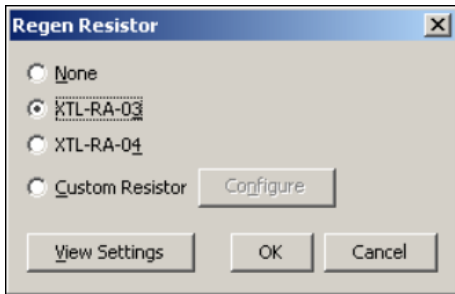 Regen Resistor
None
XTL-RA-03
XTL-RA-04
Custom Resistor Configure
View Settings OK Cancel